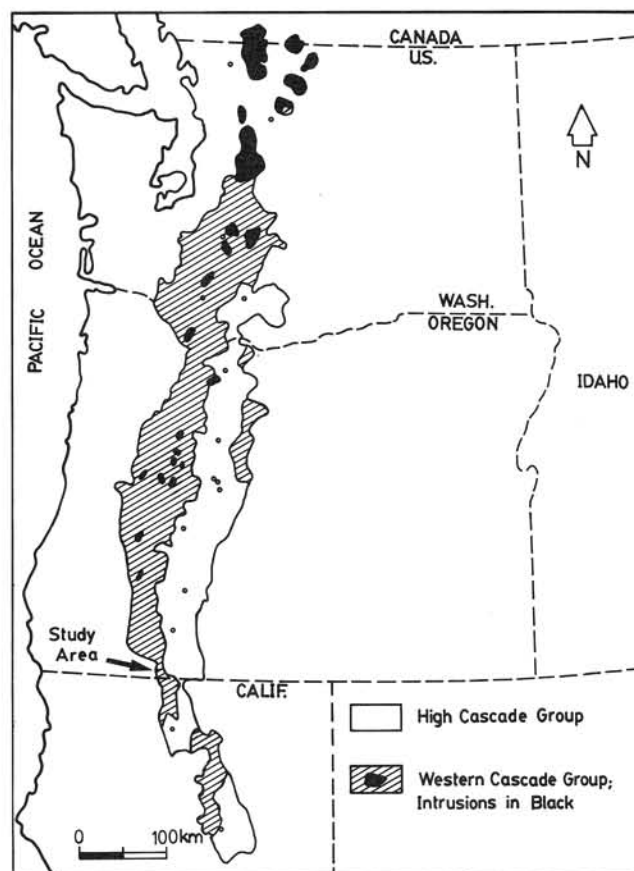 CANADA
U.S.
N
PACIFIC OCEAN
WASH.
OREGON
IDAHO
Study
Area
CALIF.
High Cascade Group
Western Cascade Group;
Intrusions in Black
0 100km